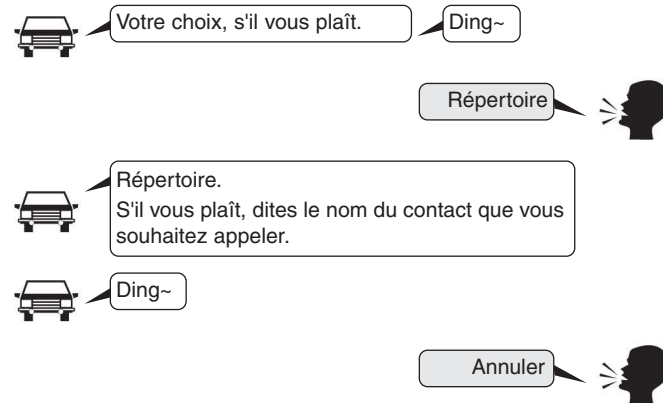 Votre choix, s'il vous plaît.
Ding~
Répertoire
Répertoire.
S'il vous plaît, dites le nom du contact que vous
souhaitez appeler.
Ding~
Annuler